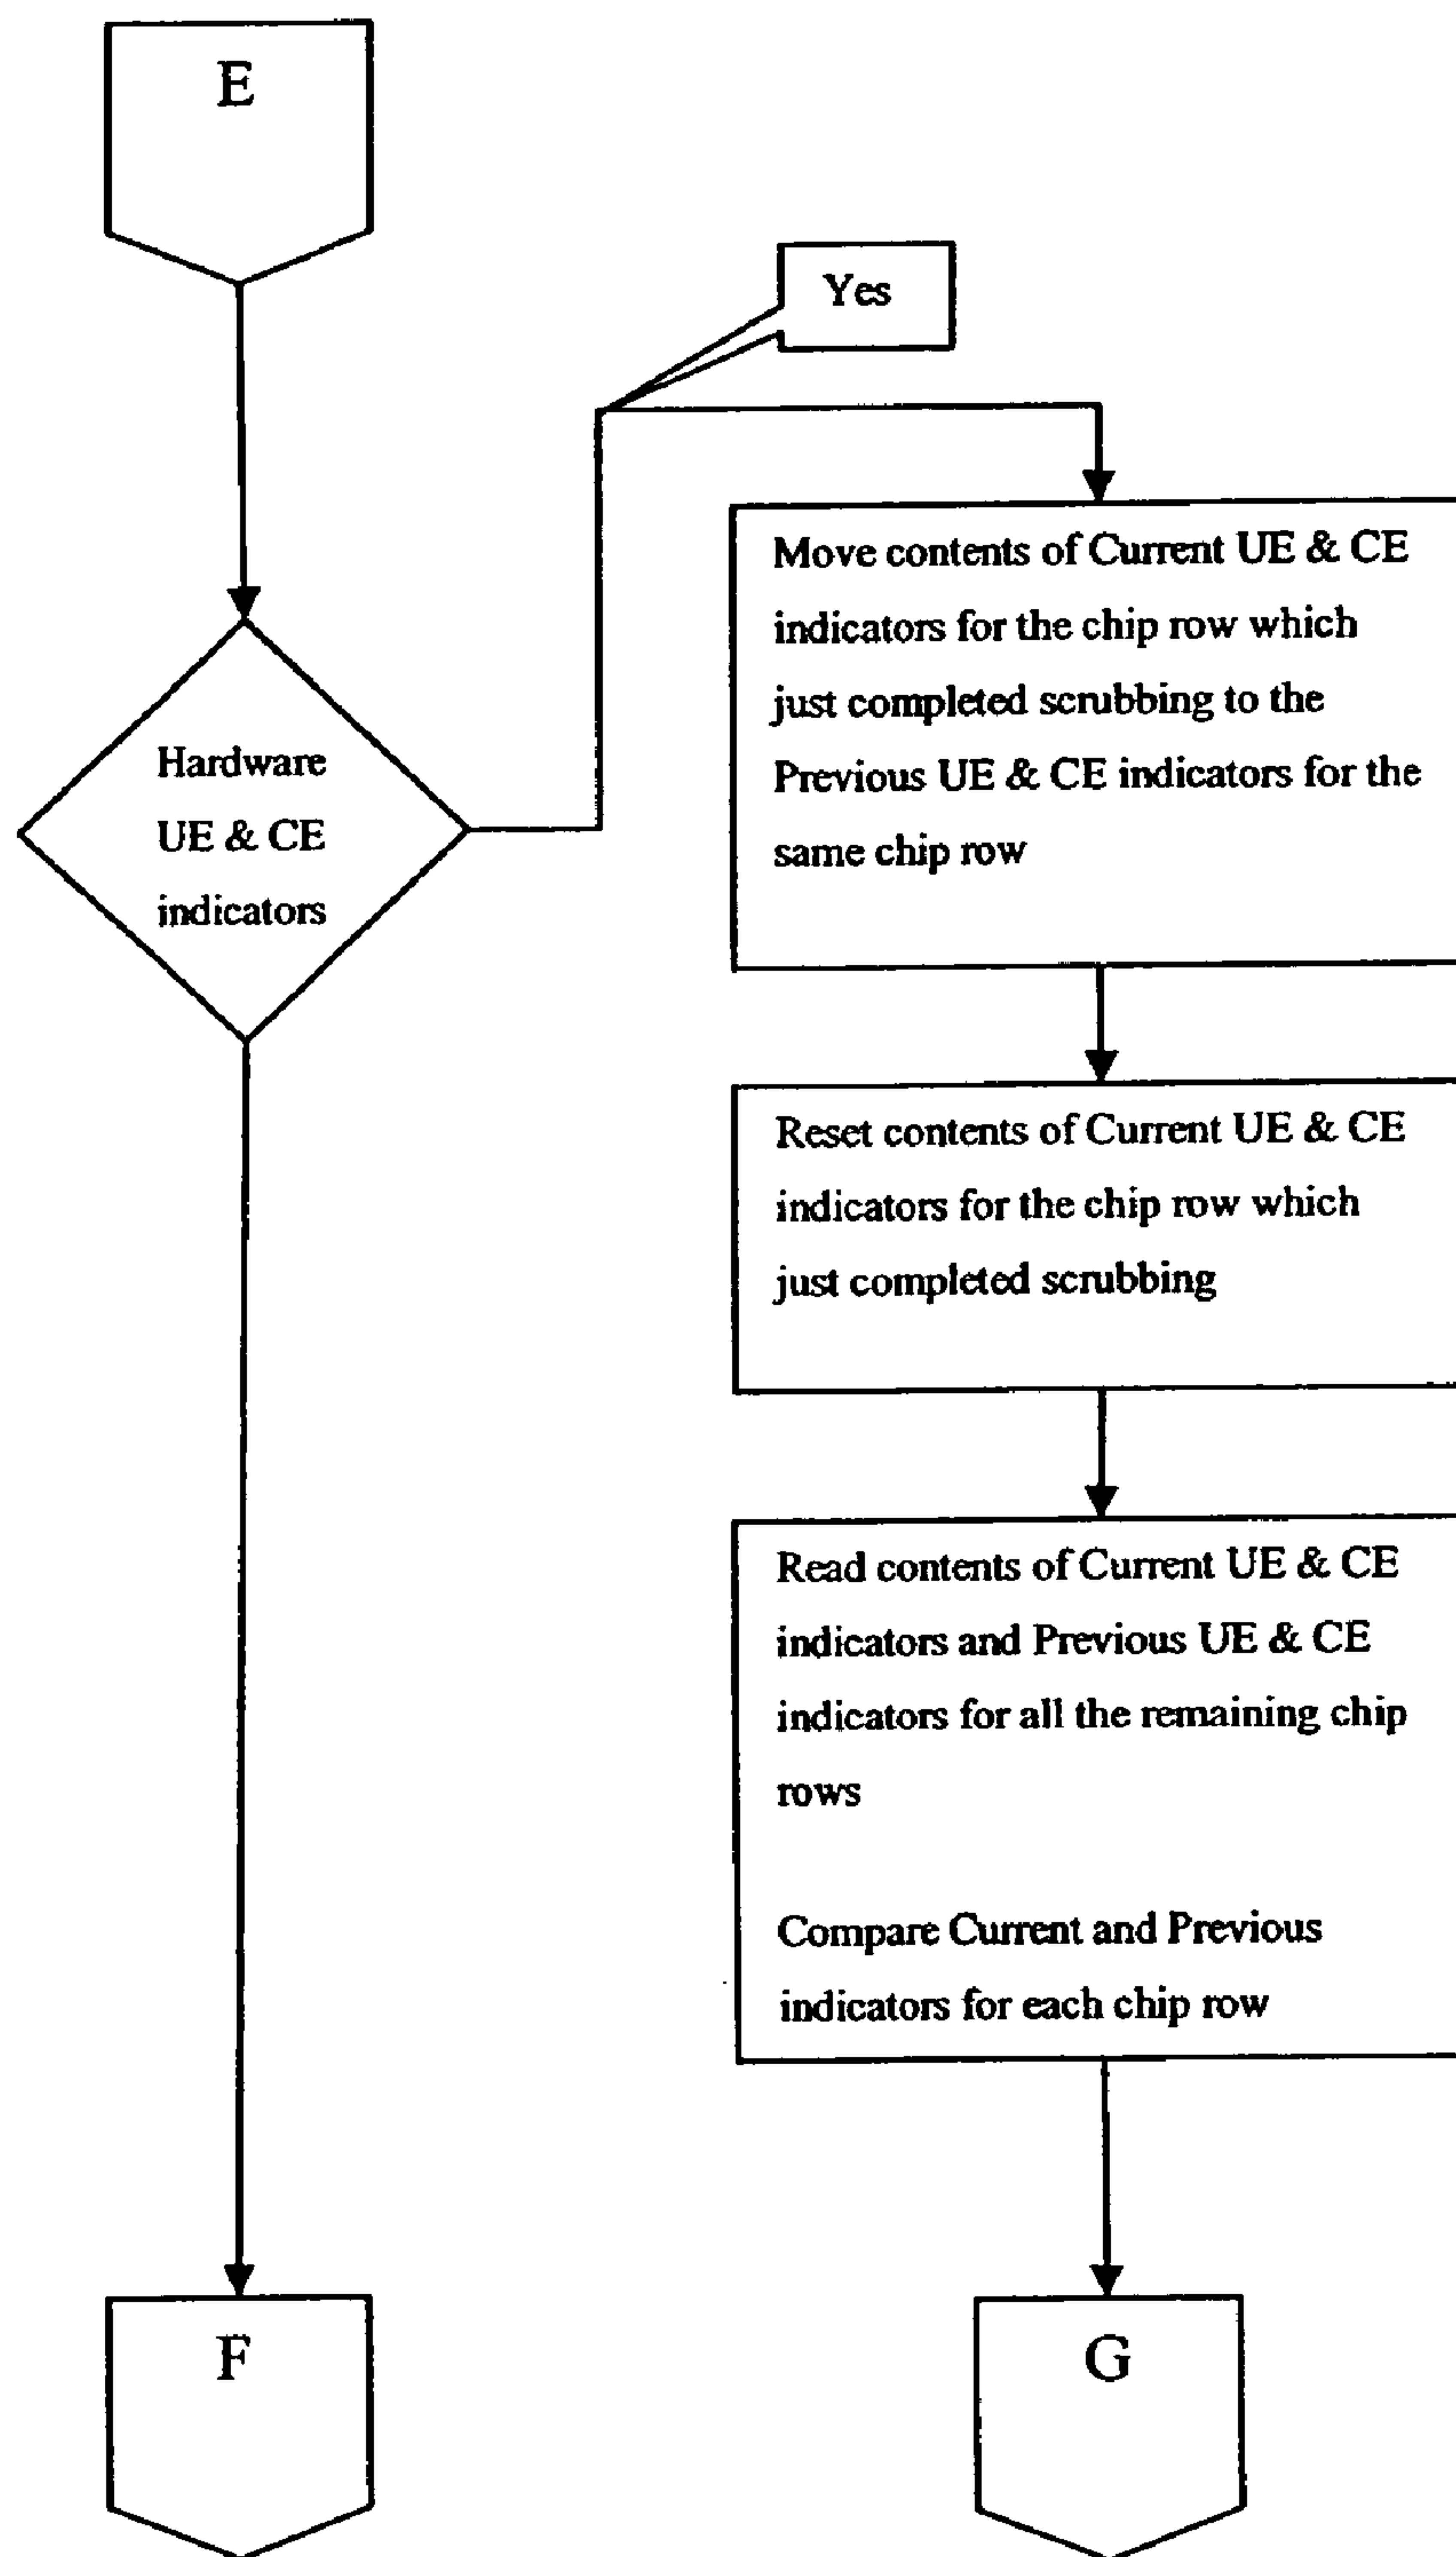 E
Yes
Move contents of Current UE & CE
indicators for the chip row which
just completed scrubbing to the
Previous UE & CE indicators for the
same chip row
Hardware
UE & CE
indicators
Reset contents of Current UE & CE
indicators for the chip row which
just completed scrubbing
Read contents of Current UE & CE
indicators and Previous UE & CE
indicators for all the remaining chip
rows
Compare Current and Previous
indicators for each chip row
F
G